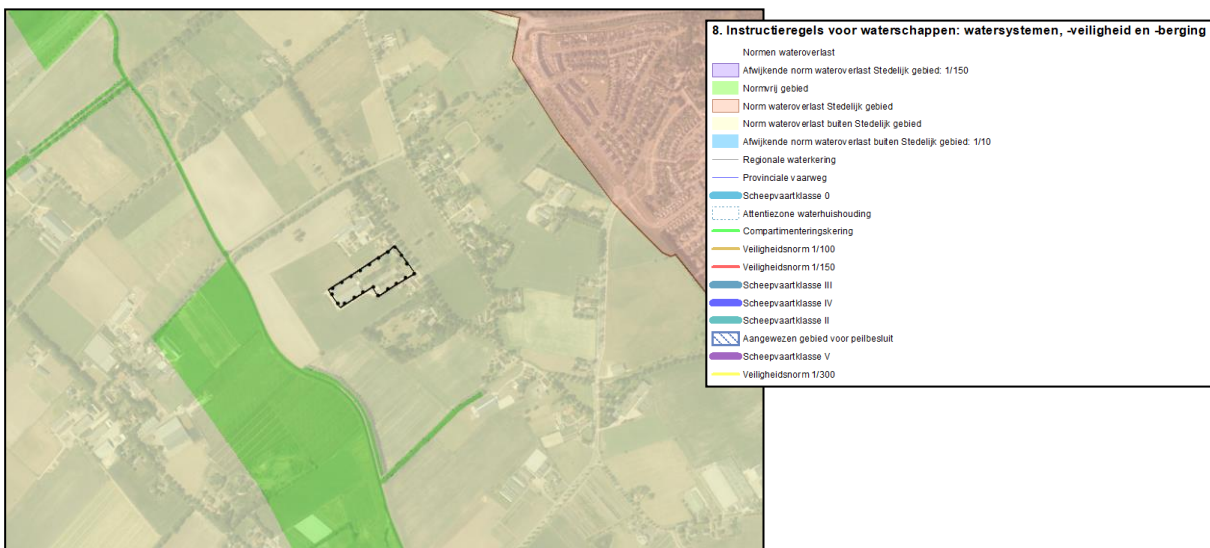 8. Instructieregels voor waterschappen: watersystemen, -veiligheid en -berging
Normen wateroverlast
Afwijkende norm wateroverlast Stedelijk gebied: 1/150
Normvrij gebied
Norm wateroverlast Stedelijk gebied
Norm wateroverlast buiten Stedelijk gebied
Afwijkende norm wateroverlast buiten Stedelijk gebied: 1/10
Regionale waterkering
Provinciale vaarweg
Scheepvaartklasse 0
Attentiezone waterhuishouding
Compartimenteringskering
Veiligheidsnorm 1/100
Veiligheidsnorm 1/150
Scheepvaartklasse III
Scheepvaartklasse IV
Scheepvaartklasse II
Aangewezen gebied voor peilbesluit
Scheepvaartklasse V
Veiligheidsnorm 1/300